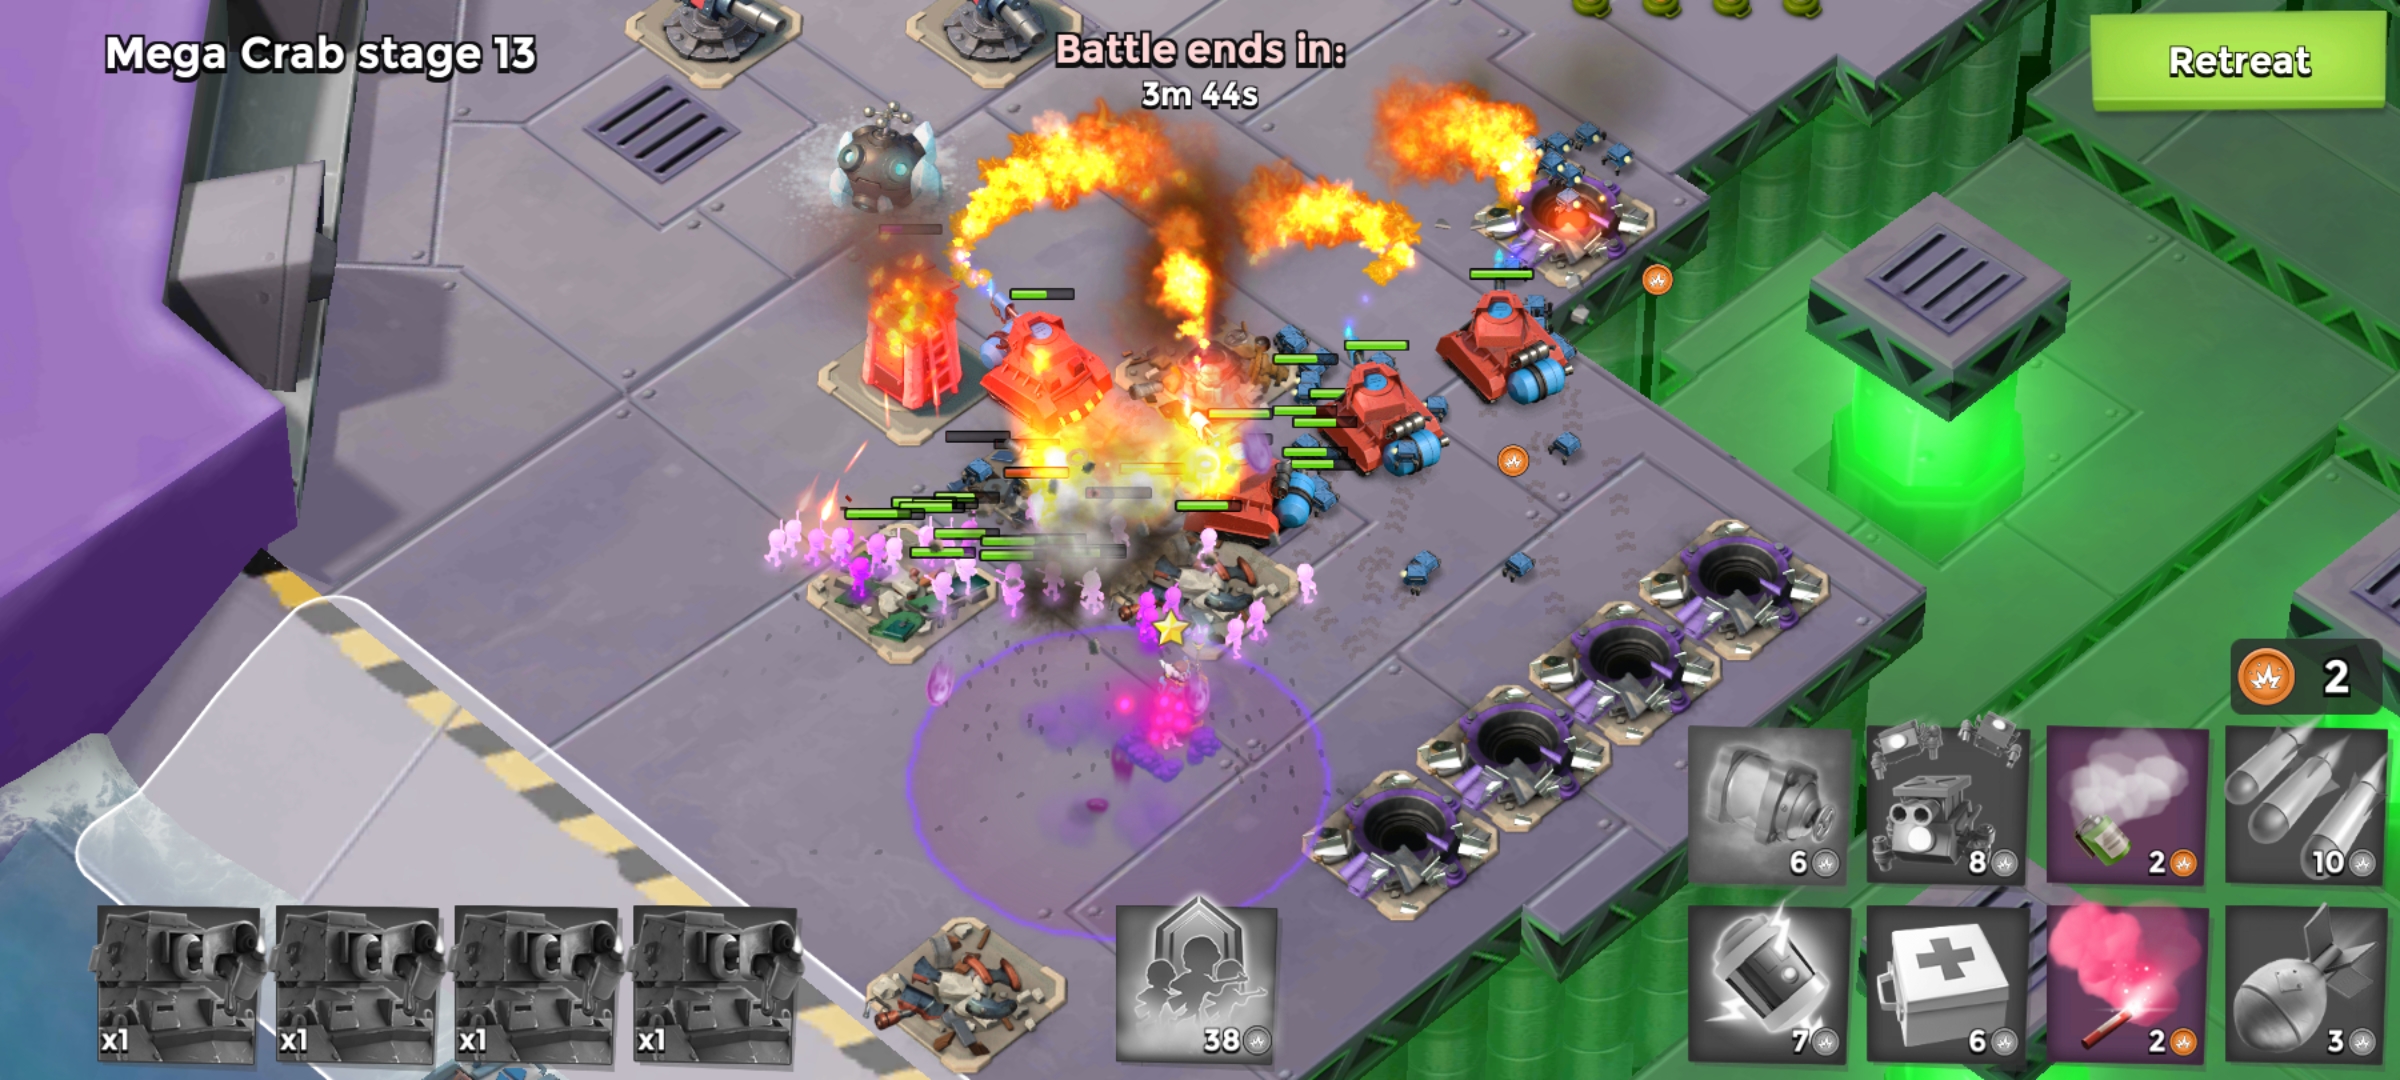 Mega Crab stage 13
Battle ends in:
3m 44s
Retreat
2
6
8
2
10
x1
x1
x1
x1
38
7
6
2
3